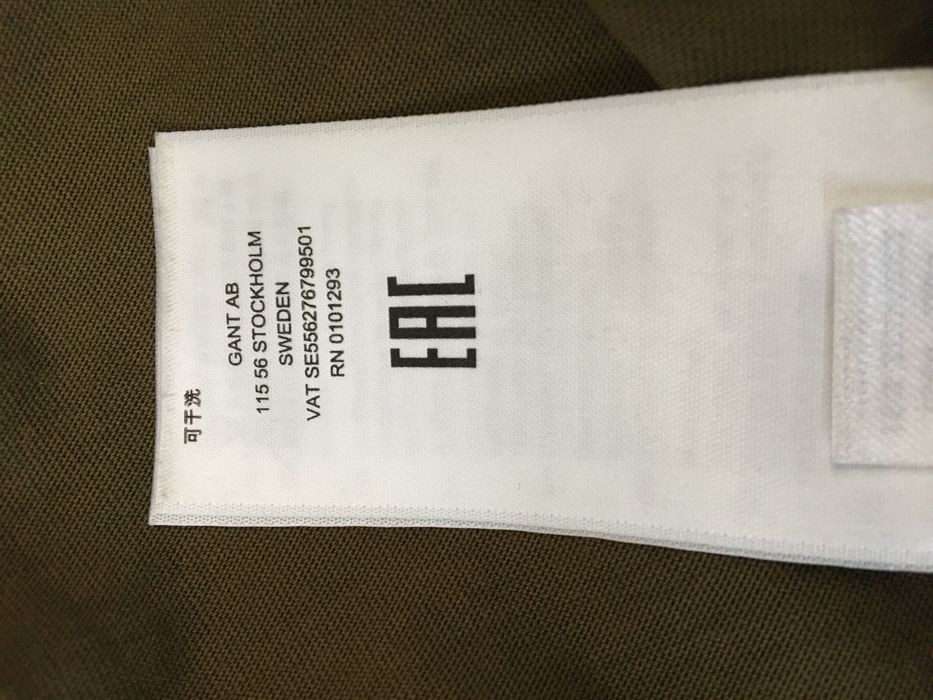 可干洗
GANT AB
115 56 STOCKHOLM
SWEDEN
VAT SE556276799501
RN 0101293
EAC